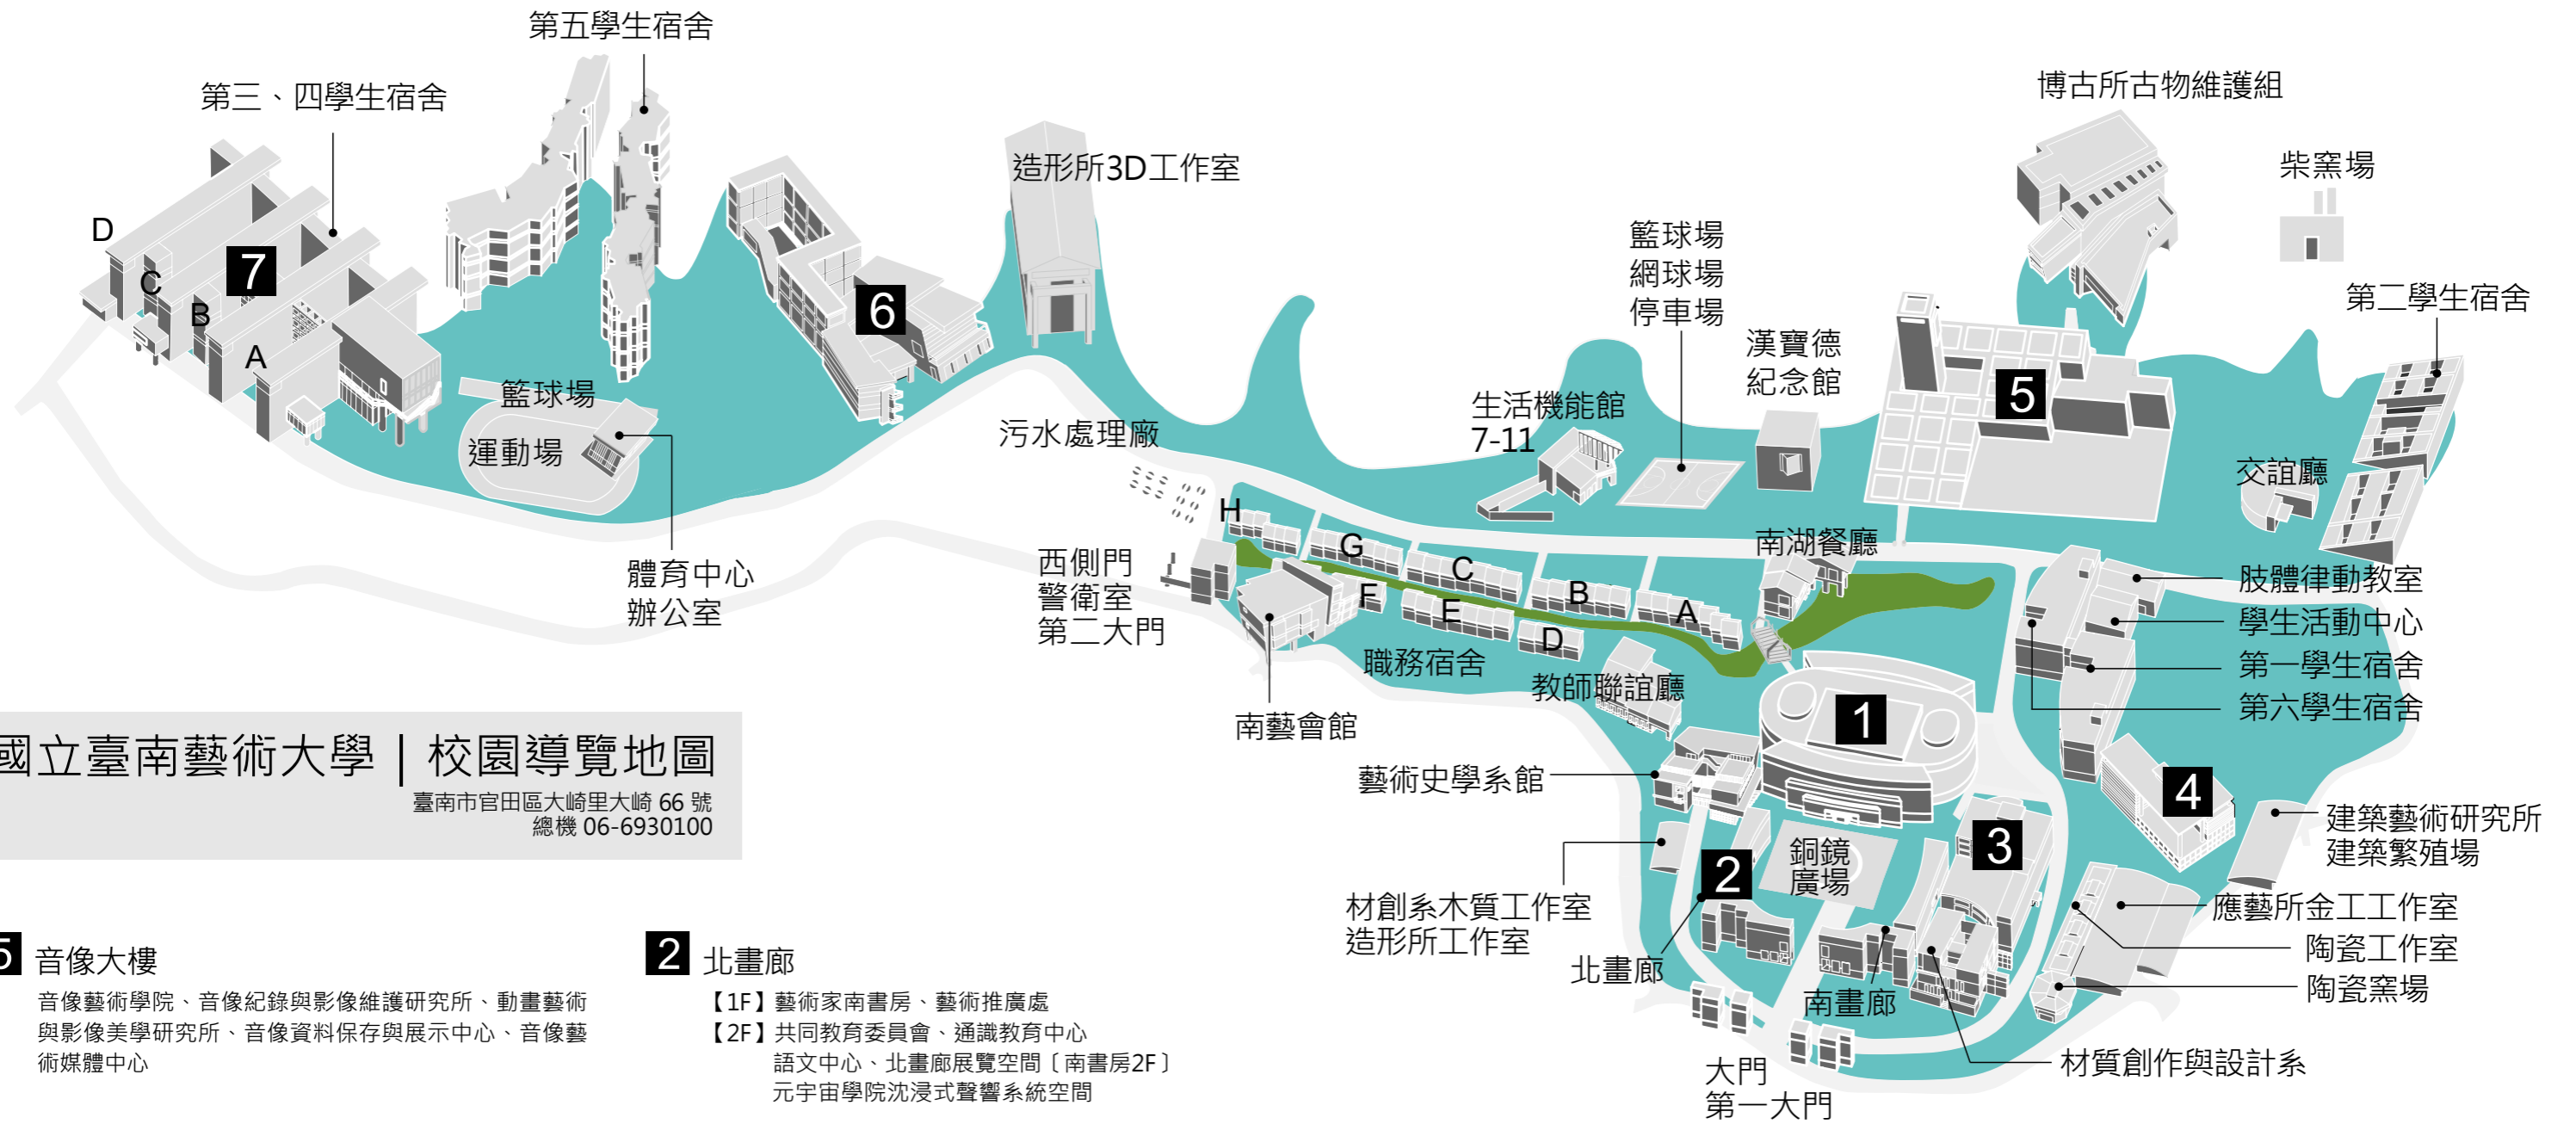 第五學生宿舍
第三、四學生宿舍
博古所古物維護組
造形所3D工作室
柴窯場
D
C
B
A
7
6
籃球場
網球場
停車場
漢寶德
紀念館
第二學生宿舍
5
生活機能館
7-11
籃球場
運動場
污水處理廠
交誼廳
體育中心
辦公室
西側門
警衛室
第二大門
H
G
C
B
A
F
E
D
南湖餐廳
職務宿舍
教師聯誼廳
南藝會館
肢體律動教室
學生活動中心
第一學生宿舍
第六學生宿舍
1
藝術史學系館
4
建築藝術研究所
建築繁殖場
3
銅鏡
廣場
2
材創系木質工作室
造形所工作室
北畫廊
南畫廊
應藝所金工工作室
陶瓷工作室
陶瓷窯場
材質創作與設計系
大門
第一大門
國立臺南藝術大學 | 校園導覽地圖
臺南市官田區大崎里大崎 66 號
總機 06-6930100
5 音像大樓
音像藝術學院、音像紀錄與影像維護研究所、動畫藝術
與影像美學研究所、音像資料保存與展示中心、音像藝
術媒體中心
2 北畫廊
【1F】藝術家南書房、藝術推廣處
【2F】共同教育委員會、通識教育中心
語文中心、北畫廊展覽空間〔南書房2F〕
元宇宙學院沈浸式聲響系統空間